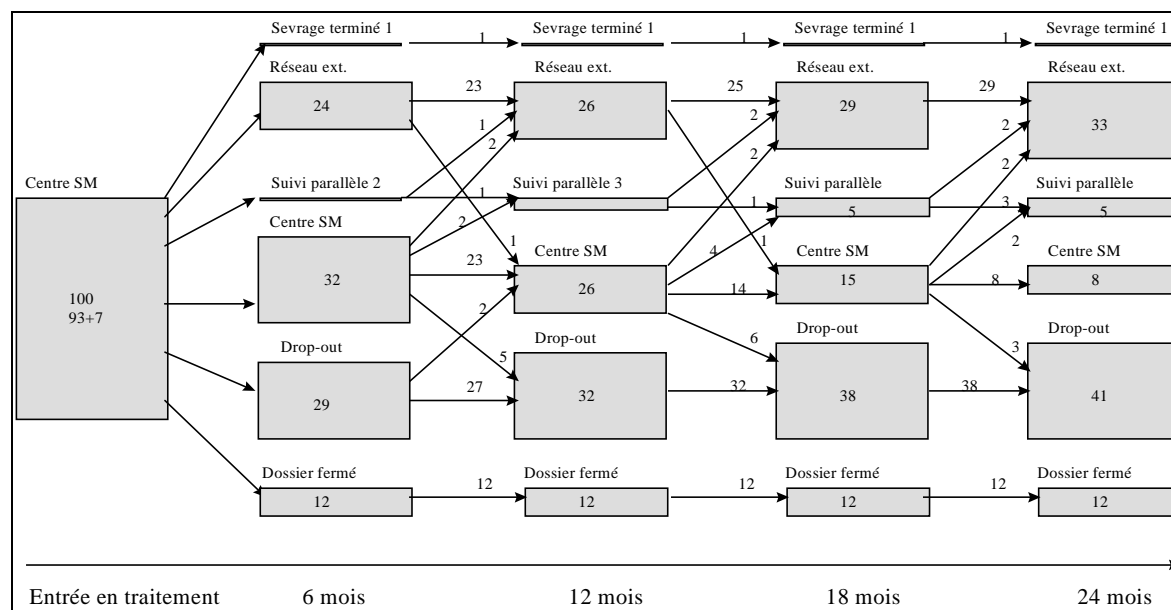 Sevrage terminé 1 1 Sevrage terminé 1 1 Sevrage terminé 1 1 Sevrage terminé 1
Réseau ext. Réseau ext. Réseau ext. Réseau ext.
24 23 26 25 29 29 33
1 2 2 2 2 2
Centre SM Suivi parallèle 2 1 Suivi parallèle 3 1 Suivi parallèle 5 3 Suivi parallèle 5
Centre SM 2 1 Centre SM 4 1 Centre SM 2 Centre SM
100 32 23 26 14 15 8 8
93+7 2
Drop-out 5 Drop-out 6 Drop-out 3 Drop-out
29 27 32 32 38 38 41
Dossier fermé Dossier fermé Dossier fermé Dossier fermé
12 12 12 12 12 12 12
Entrée en traitement 6 mois 12 mois 18 mois 24 mois